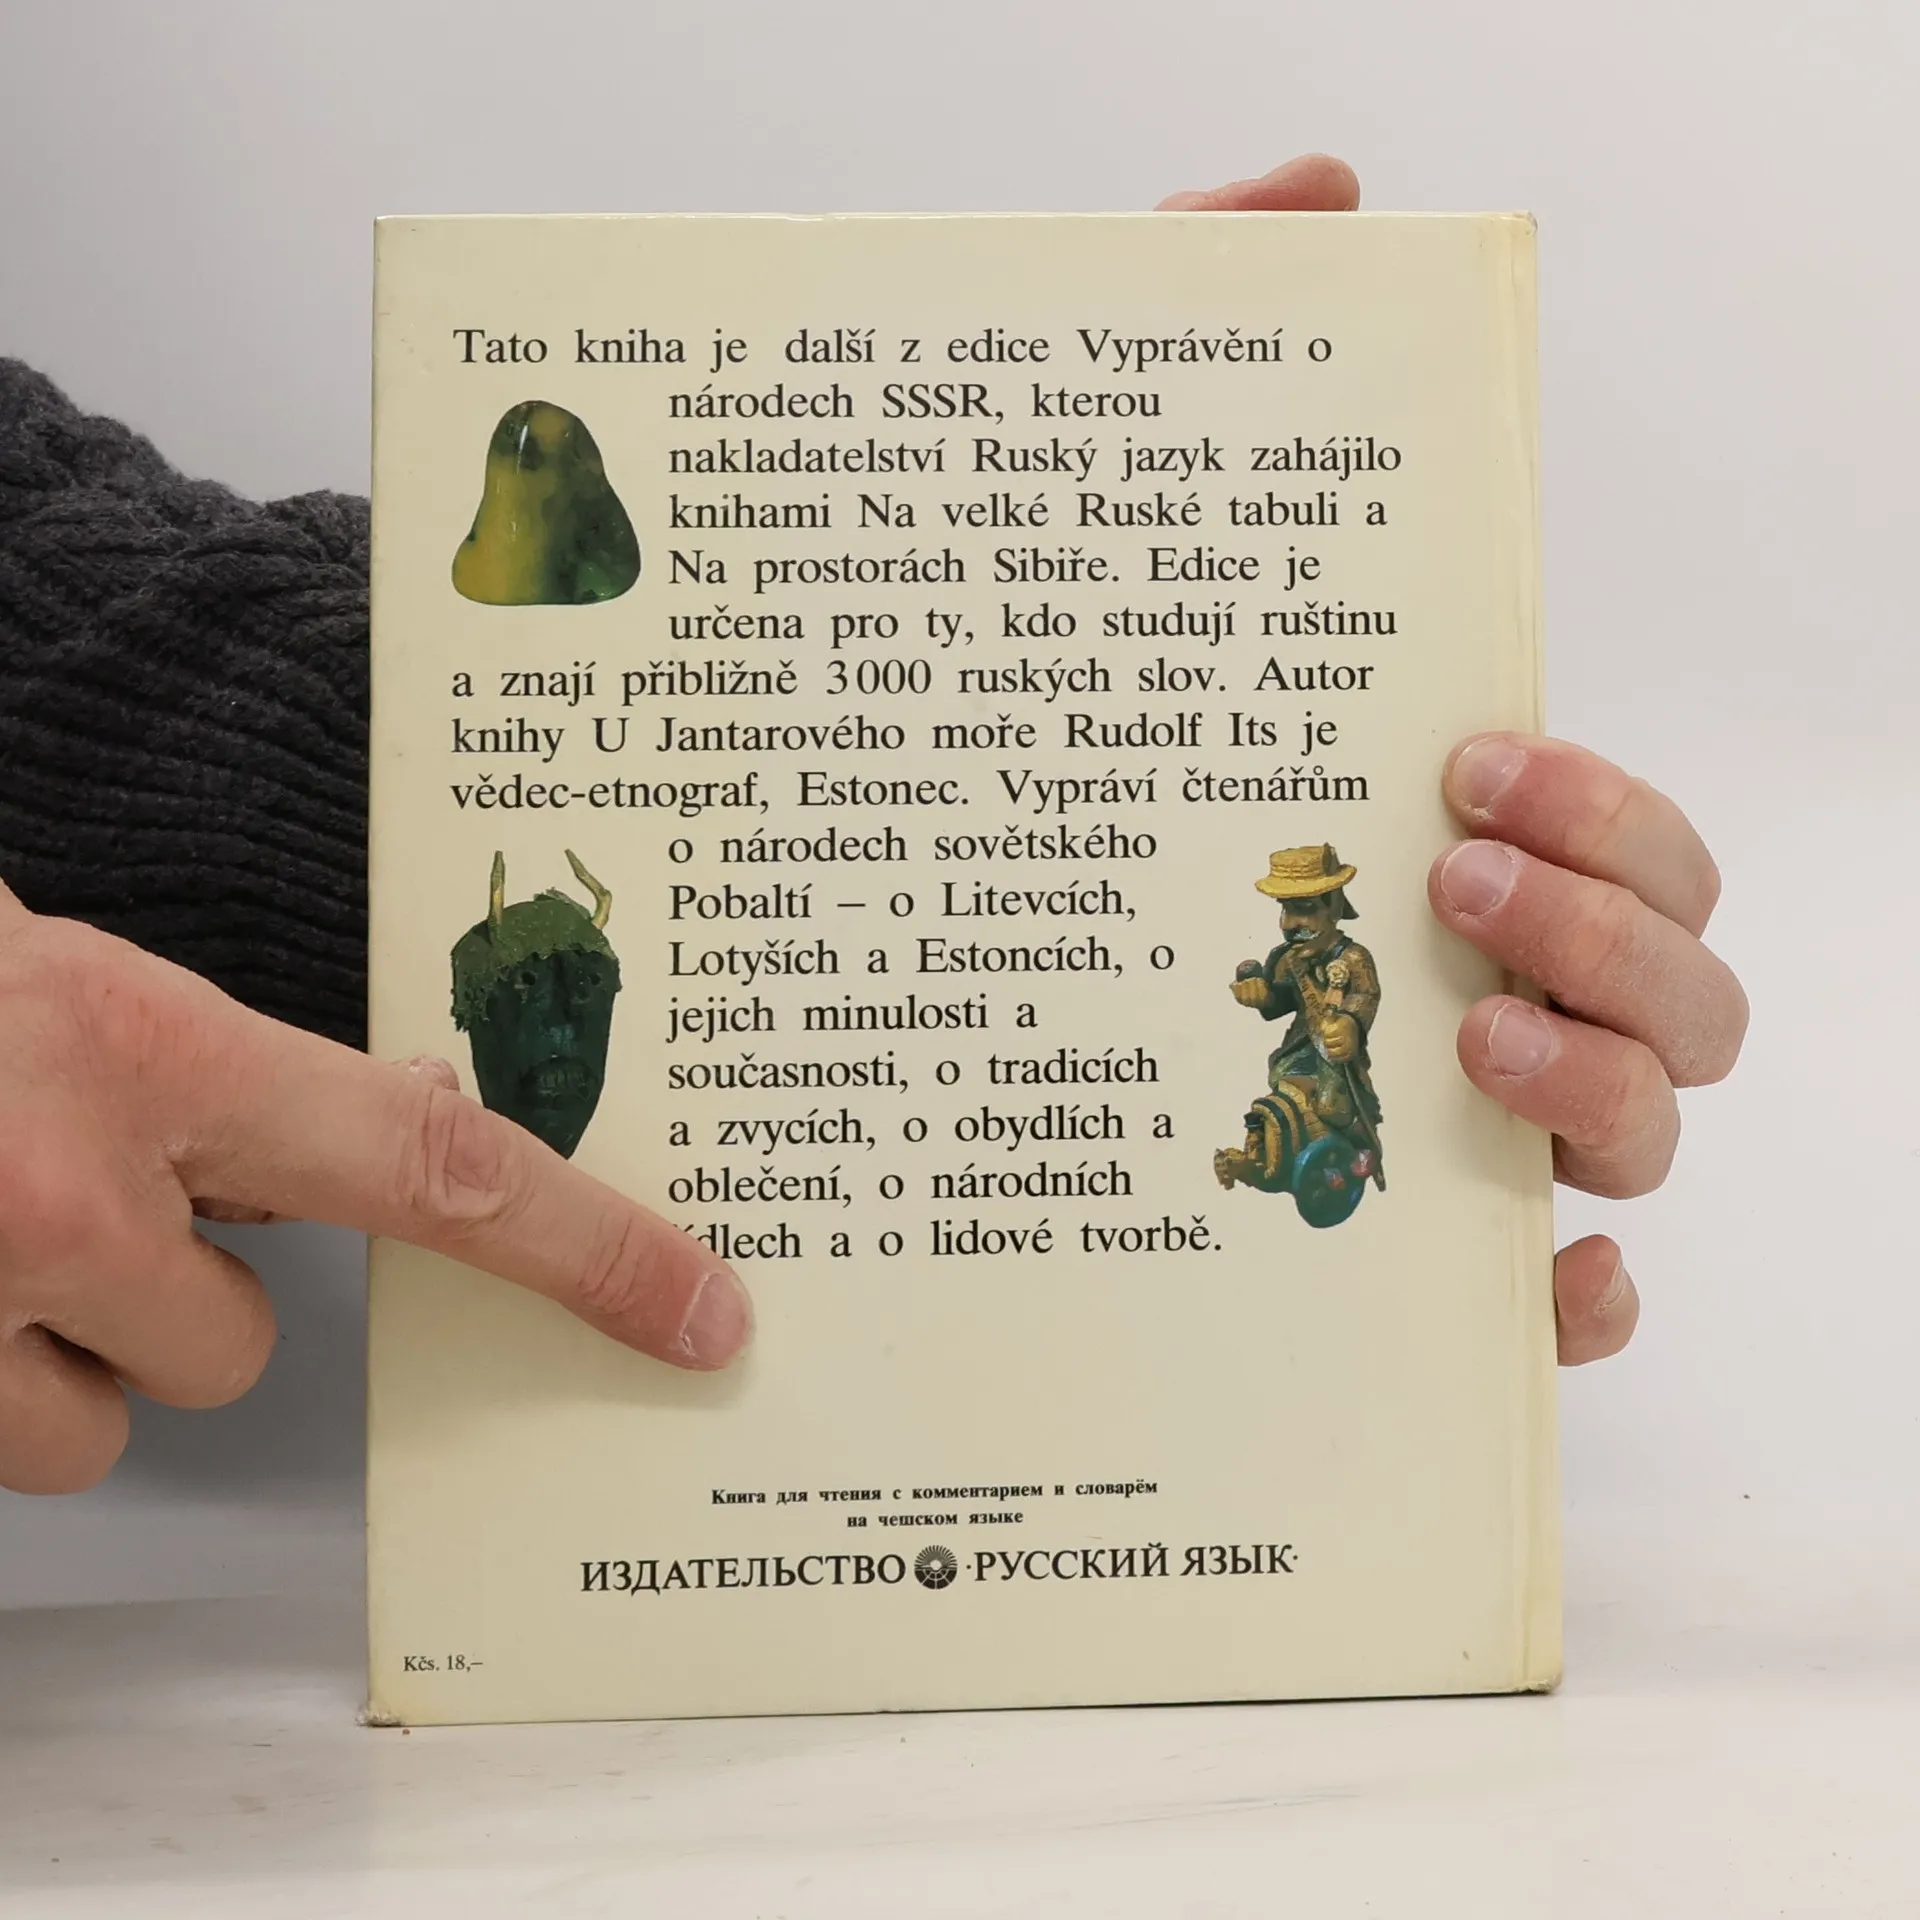 Tato kniha je další z edice Vyprávění o
národech SSSR, kterou
nakladatelství Ruský jazyk zahájilo
knihami Na velké Ruské tabuli a
Na prostorách Sibiře. Edice je
určena pro ty, kdo studují ruštinu
a znají přibližně 3 000 ruských slov. Autor
knihy U Jantarového moře Rudolf Its je
vědec-etnograf, Estonec. Vypráví čtenářům
o národech sovětského
Pobaltí – o Litevcích,
Lotyších a Estoncích, o
jejich minulosti a
současnosti, o tradicích
a zvycích, o obydlích a
oblečení, o národních
a o lidové tvorbě.
Книга для чтения с комментарием и словарём
на чешском языке
ИЗДАТЕЛЬСТВО ·РУССКИЙ ЯЗЫК·
Kčs. 18,–